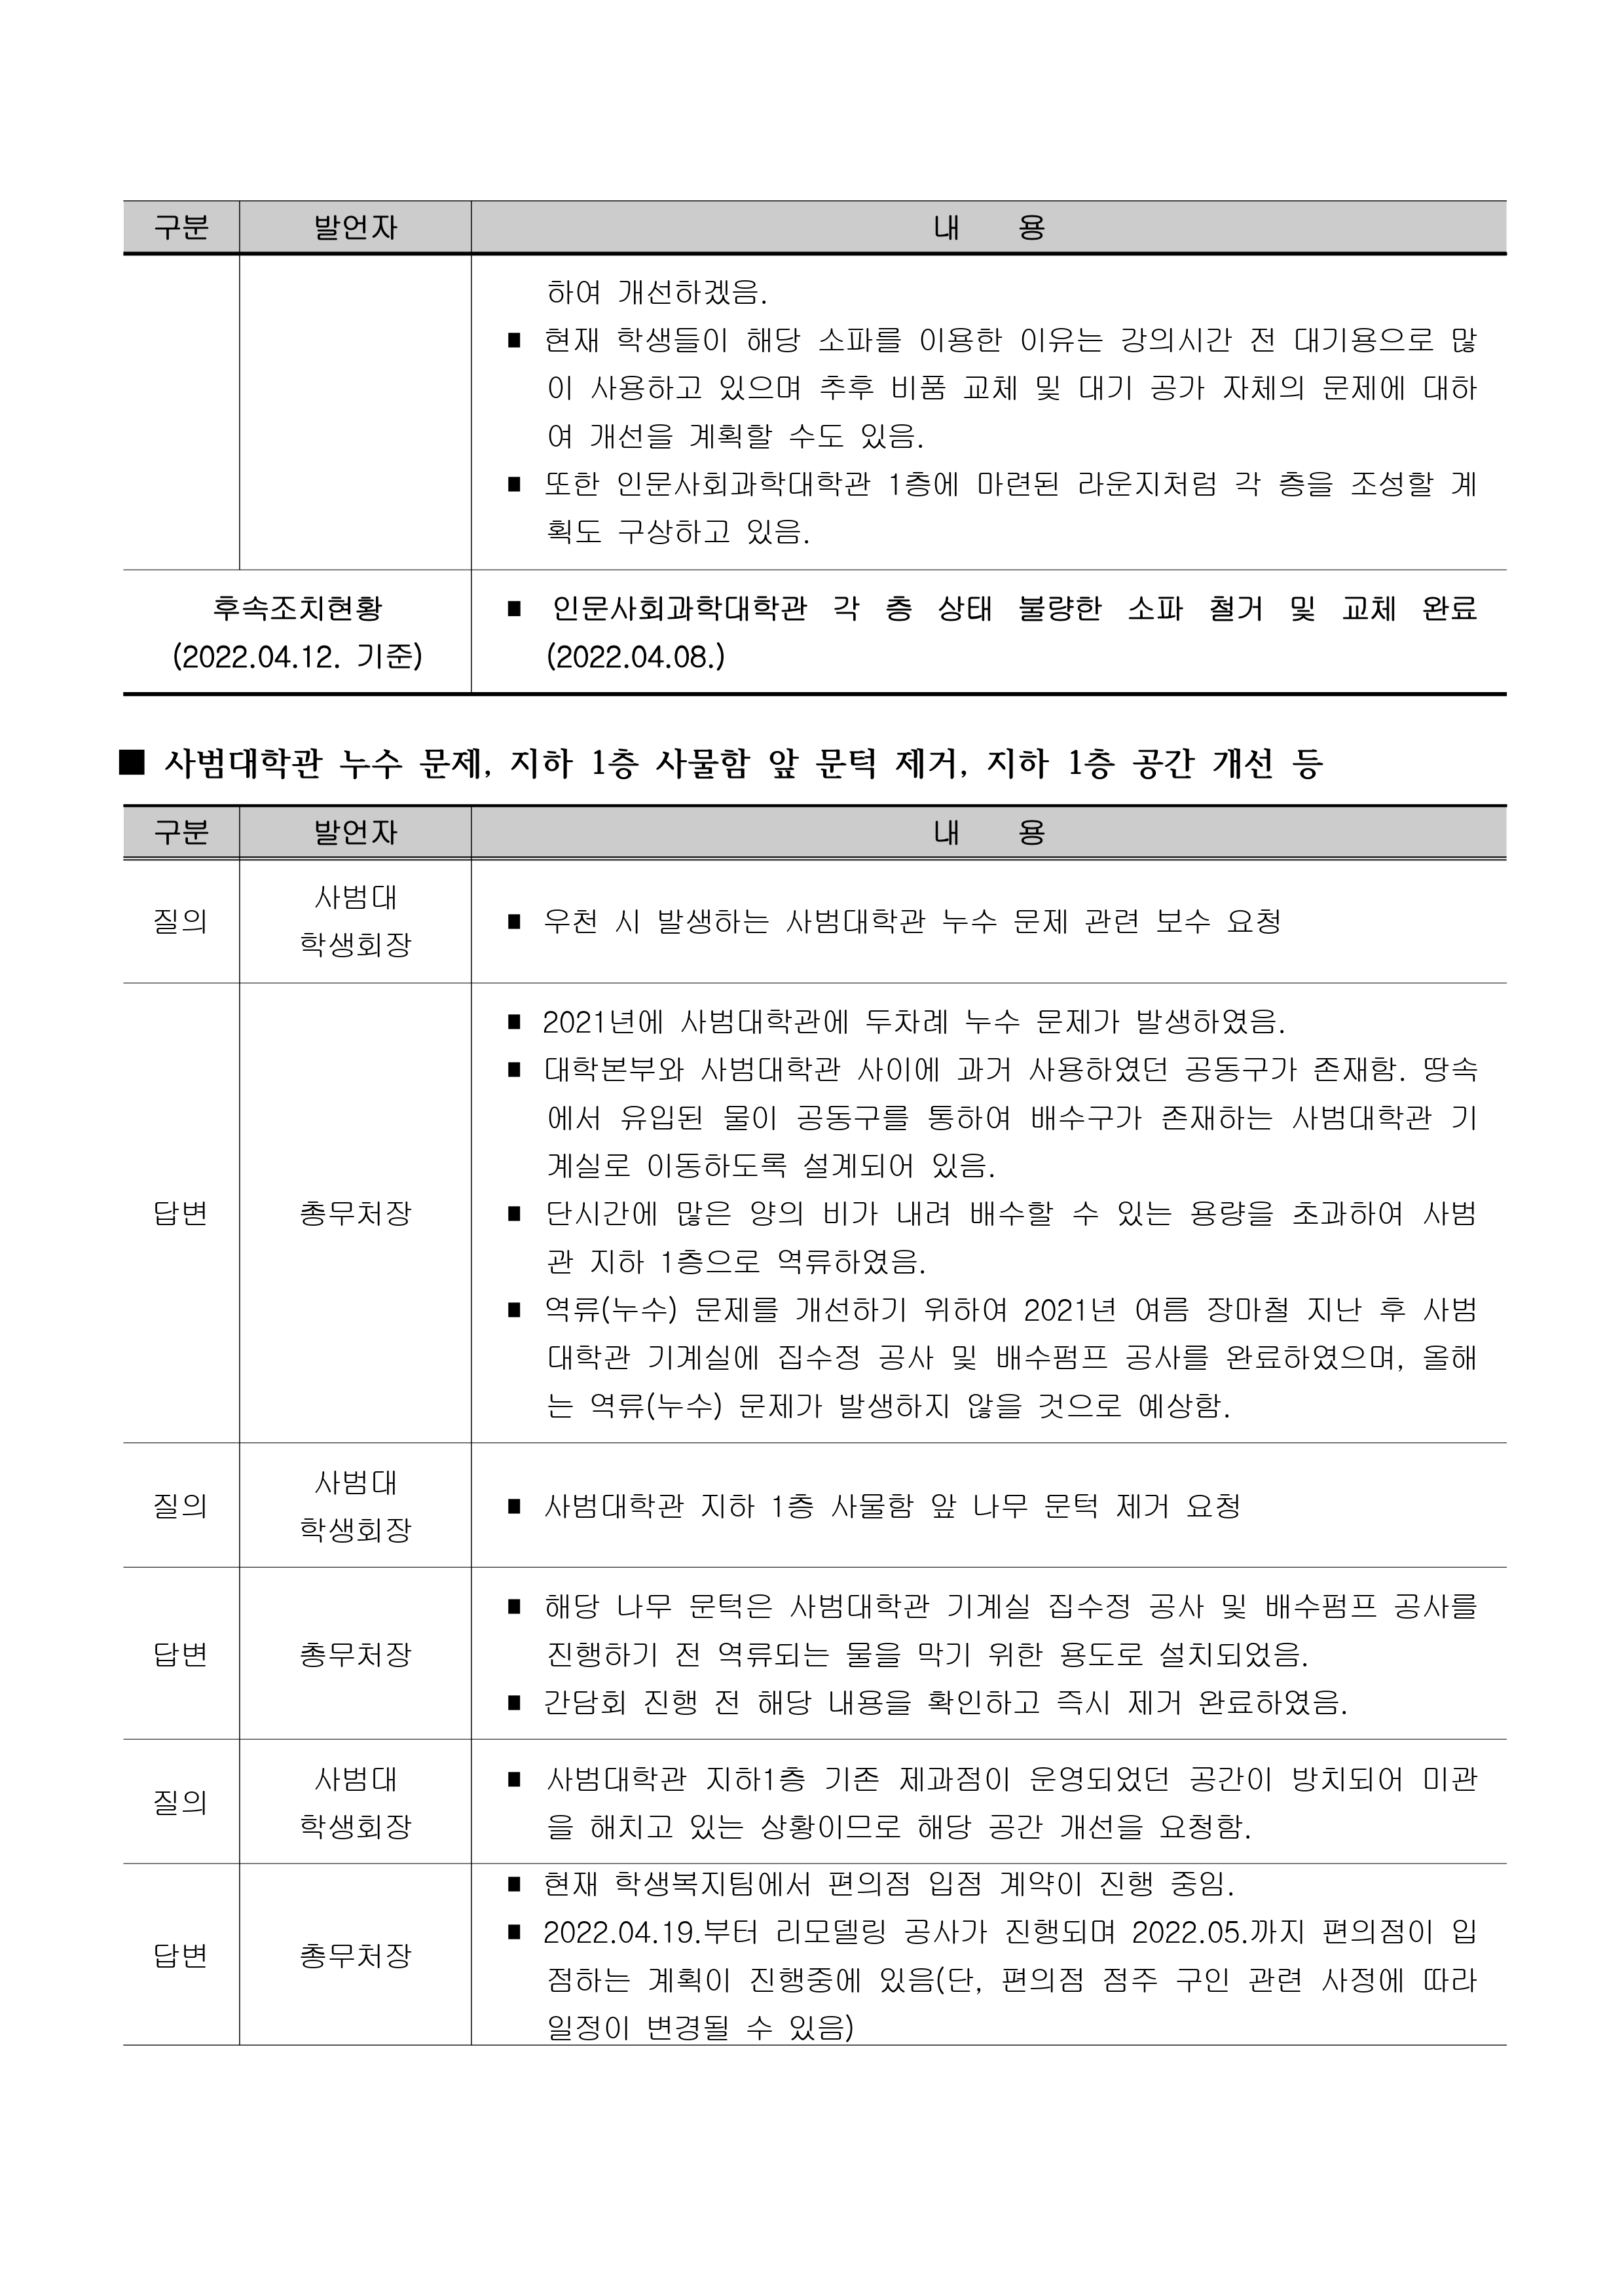 구분 발언자 내 용
하여 개선하겠음.
■ 현재 학생들이 해당 소파를 이용한 이유는 강의시간 전 대기용으로 많
이 사용하고 있으며 추후 비품 교체 및 대기 공가 자체의 문제에 대하
여 개선을 계획할 수도 있음.
■ 또한 인문사회과학대학관 1층에 마련된 라운지처럼 각 층을 조성할 계
획도 구상하고 있음.
후속조치현황
(2022.04.12. 기준)
■ 인문사회과학대학관 각 층 상태 불량한 소파 철거 및 교체 완료
(2022.04.08.)
■ 사범대학관 누수 문제, 지하 1층 사물함 앞 문턱 제거, 지하 1층 공간 개선 등
구분 발언자 내 용
질의
사범대
학생회장
■ 우천 시 발생하는 사범대학관 누수 문제 관련 보수 요청
답변
총무처장
■ 2021년에 사범대학관에 두차례 누수 문제가 발생하였음.
■ 대학본부와 사범대학관 사이에 과거 사용하였던 공동구가 존재함. 땅속
에서 유입된 물이 공동구를 통하여 배수구가 존재하는 사범대학관 기
계실로 이동하도록 설계되어 있음.
■ 단시간에 많은 양의 비가 내려 배수할 수 있는 용량을 초과하여 사범
관 지하 1층으로 역류하였음.
■ 역류(누수) 문제를 개선하기 위하여 2021년 여름 장마철 지난 후 사범
대학관 기계실에 집수정 공사 및 배수펌프 공사를 완료하였으며, 올해
는 역류(누수) 문제가 발생하지 않을 것으로 예상함.
질의
사범대
학생회장
■ 사범대학관 지하 1층 사물함 앞 나무 문턱 제거 요청
답변
총무처장
■ 해당 나무 문턱은 사범대학관 기계실 집수정 공사 및 배수펌프 공사를
진행하기 전 역류되는 물을 막기 위한 용도로 설치되었음.
■ 간담회 진행 전 해당 내용을 확인하고 즉시 제거 완료하였음.
질의
사범대
학생회장
■ 사범대학관 지하1층 기존 제과점이 운영되었던 공간이 방치되어 미관
을 해치고 있는 상황이므로 해당 공간 개선을 요청함.
답변
총무처장
■ 현재 학생복지팀에서 편의점 입점 계약이 진행 중임.
■ 2022.04.19.부터 리모델링 공사가 진행되며 2022.05.까지 편의점이 입
점하는 계획이 진행중에 있음(단, 편의점 점주 구인 관련 사정에 따라
일정이 변경될 수 있음)